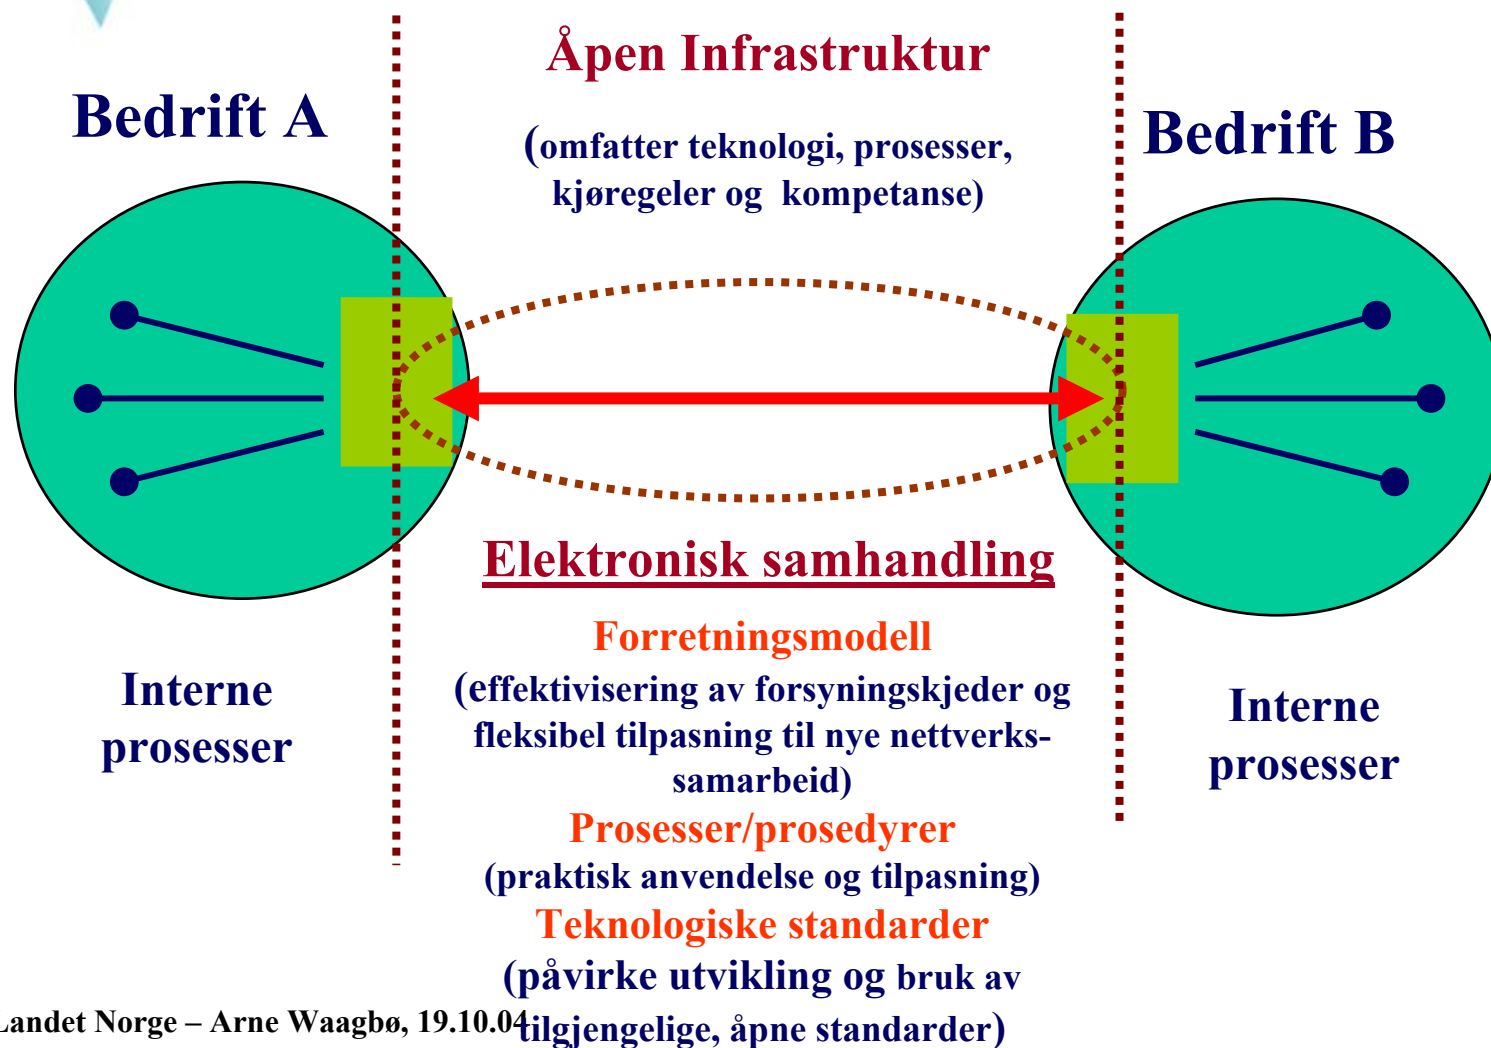 Åpen Infrastruktur
(omfatter teknologi, prosesser,
kjøregeler og kompetanse)
Bedrift A
Bedrift B
Elektronisk samhandling
Forretningsmodell
(effektivisering av forsyningskjeder og
fleksibel tilpasning til nye nettverks-
samarbeid)
Prosesser/prosedyrer
(praktisk anvendelse og tilpasning)
Teknologiske standarder
(påvirke utvikling og bruk av
tilgjengelige, åpne standarder)
Interne
prosesser
Interne
prosesser
Landet Norge – Arne Waagbø, 19.10.04